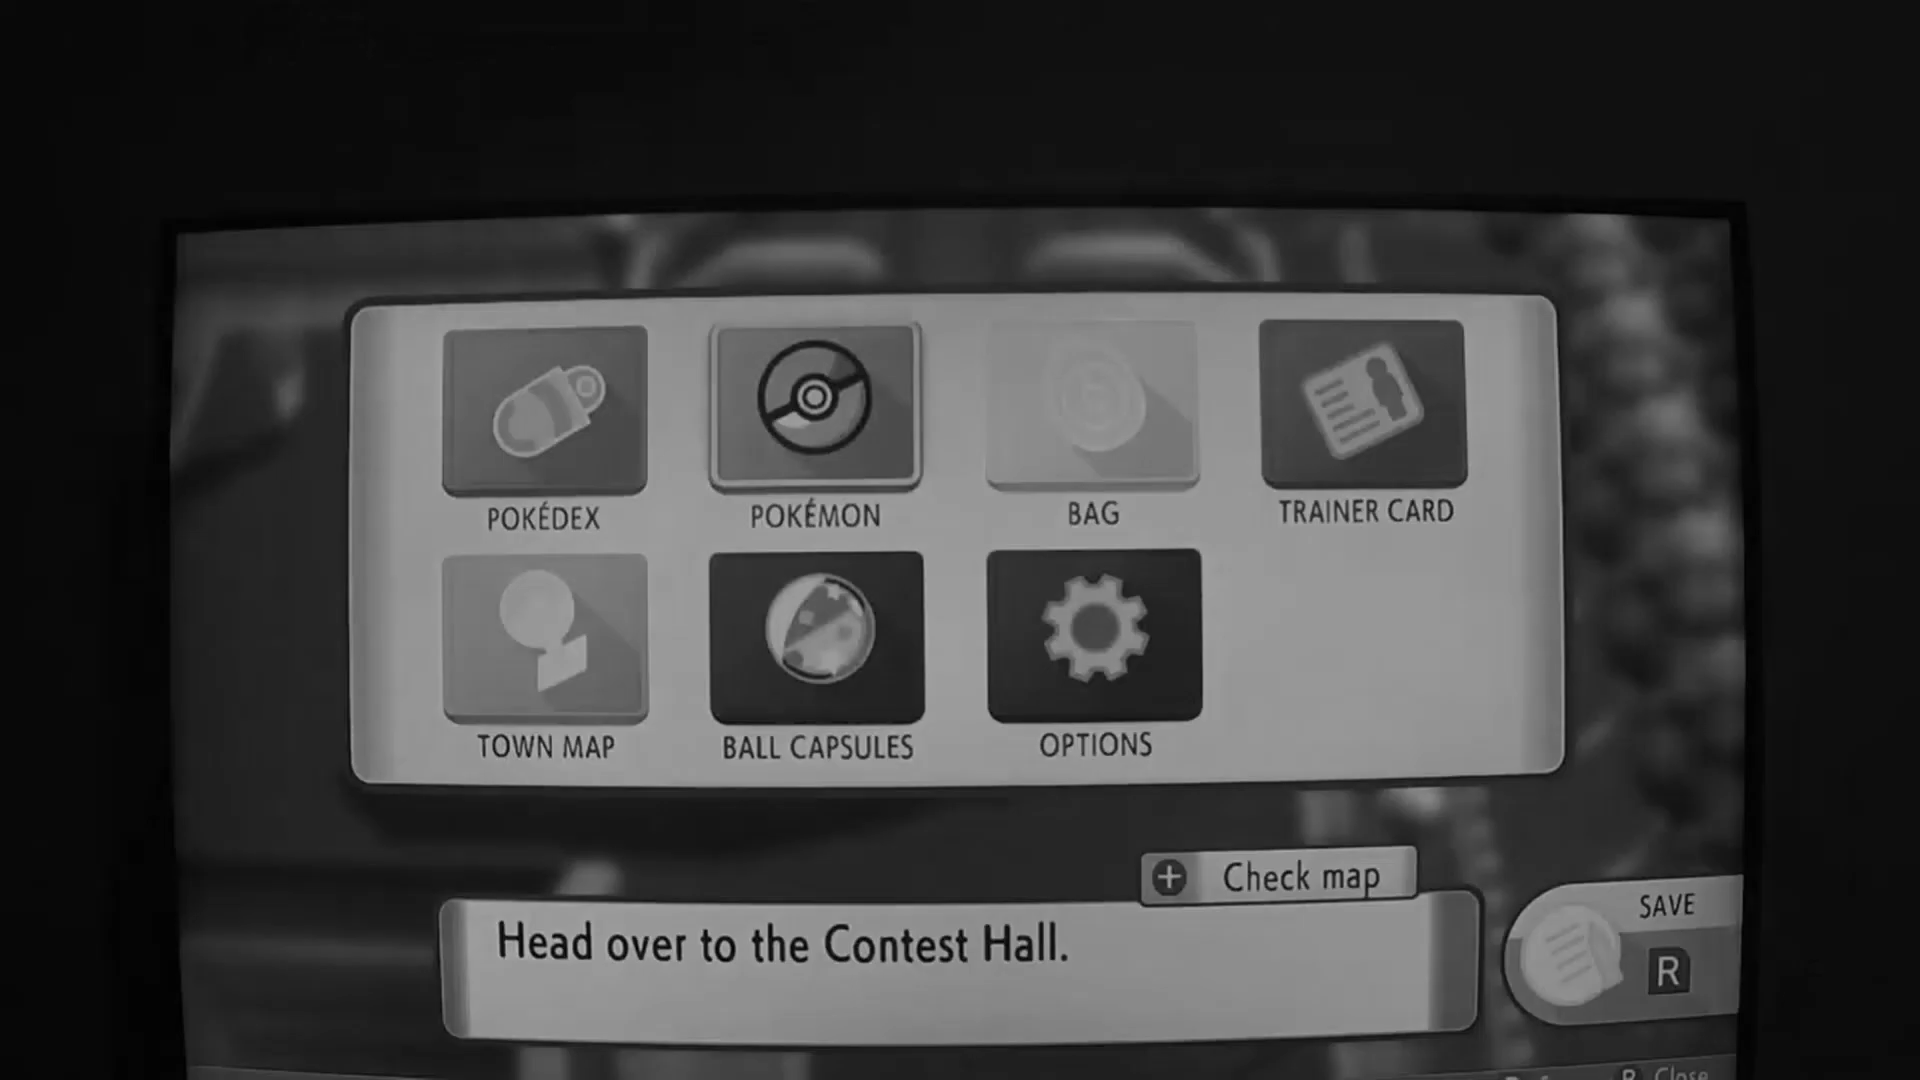 POKÉDEX
POKÉMON
BAG
TRAINER CARD
TOWN MAP
BALL CAPSULES
OPTIONS
+ Check map
Head over to the Contest Hall.
SAVE
R
B Close